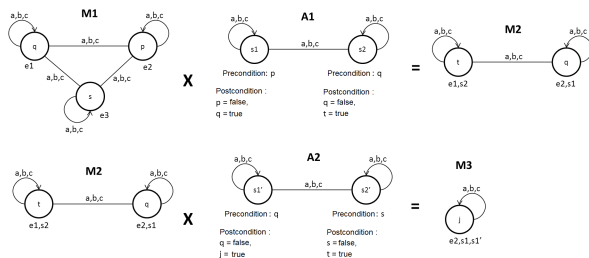 M1
a,b,c
a,b,c
q
a,b,c
p
e1
e2
a,b,c
a,b,c
s
a,b,c
e3
X
A1
a,b,c
a,b,c
s1
a,b,c
s2
Precondition: p
Precondition : q
Postcondition :
p = false,
q = true
Postcondition :
q = false,
t = true
=
M2
a,b,c
a,b,c
t
a,b,c
q
e1,s2
e2,s1
M2
a,b,c
a,b,c
t
a,b,c
q
e1,s2
e2,s1
X
A2
a,b,c
a,b,c
s1'
a,b,c
s2'
Precondition : q
Precondition : s
Postcondition :
q = false,
j = true
Postcondition :
s = false,
t = true
=
M3
a,b,c
j
e2,s1,s1'